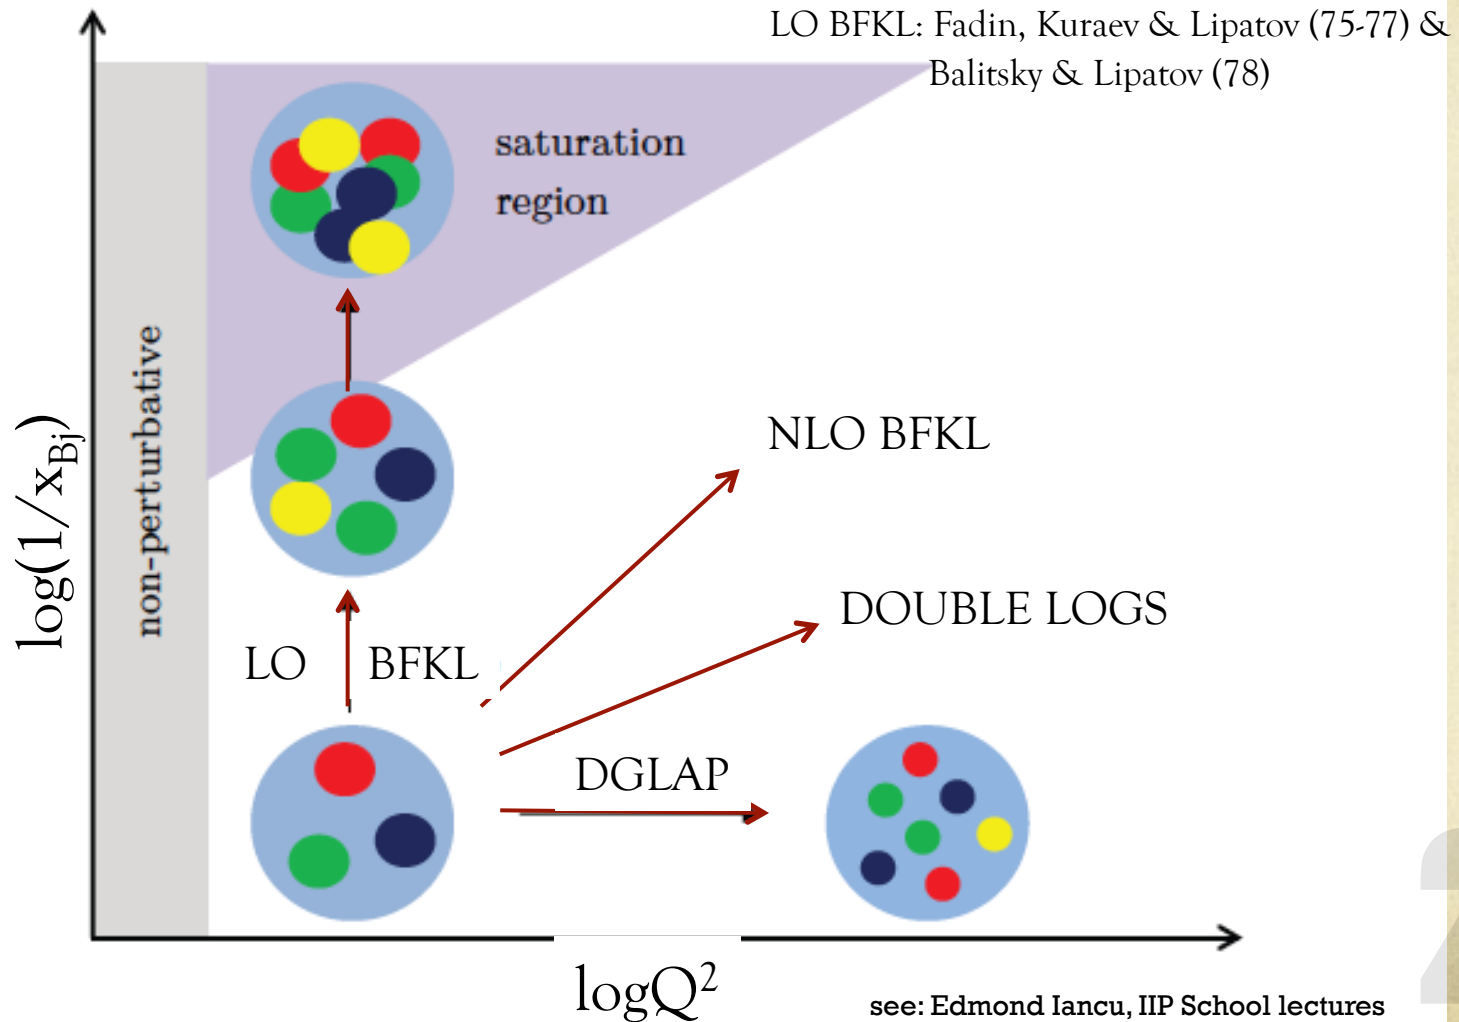 LO BFKL: Fadin, Kuraev & Lipatov (75-77) &
Balitsky & Lipatov (78)
saturation
region
non-perturbative
log(1/x_Bj)
NLO BFKL
DOUBLE LOGS
LO BFKL
DGLAP
logQ²
see: Edmond Iancu, IIP School lectures
2